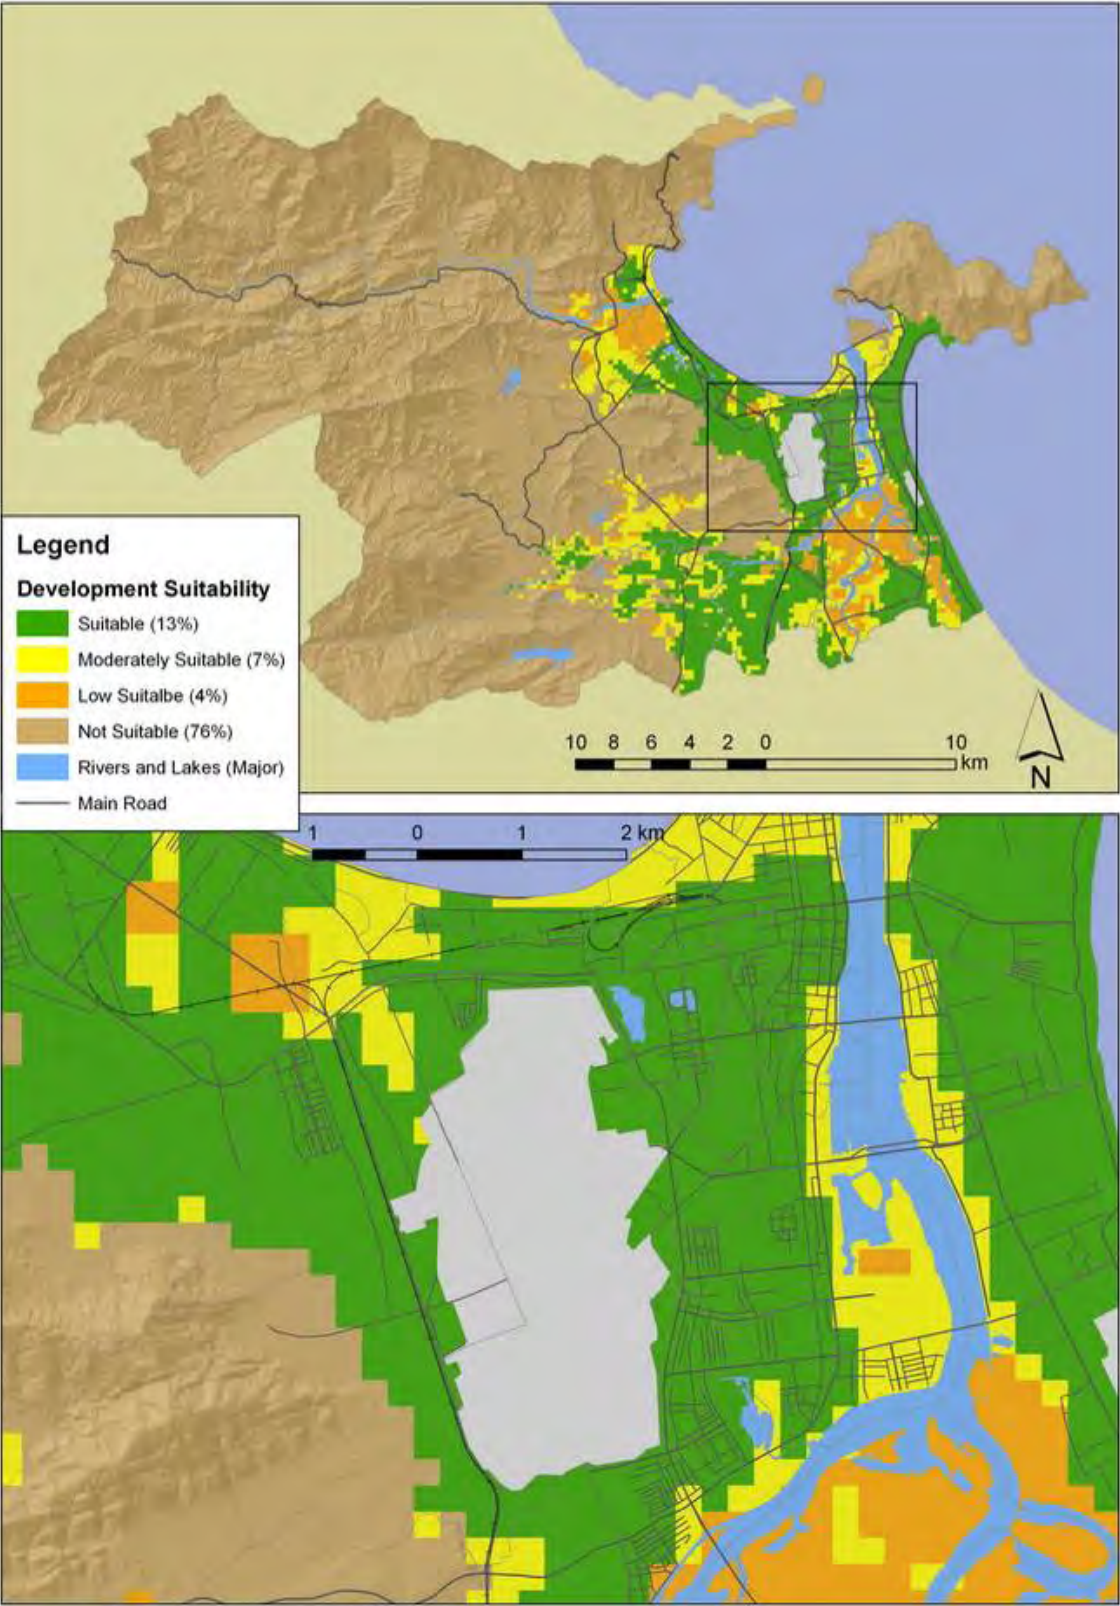 Legend
Development Suitability
Suitable (13%)
Moderately Suitable (7%)
Low Suitalbe (4%)
Not Suitable (76%)
Rivers and Lakes (Major)
Main Road
10 8 6 4 2 0 10
km
N
1 0 1 2 km